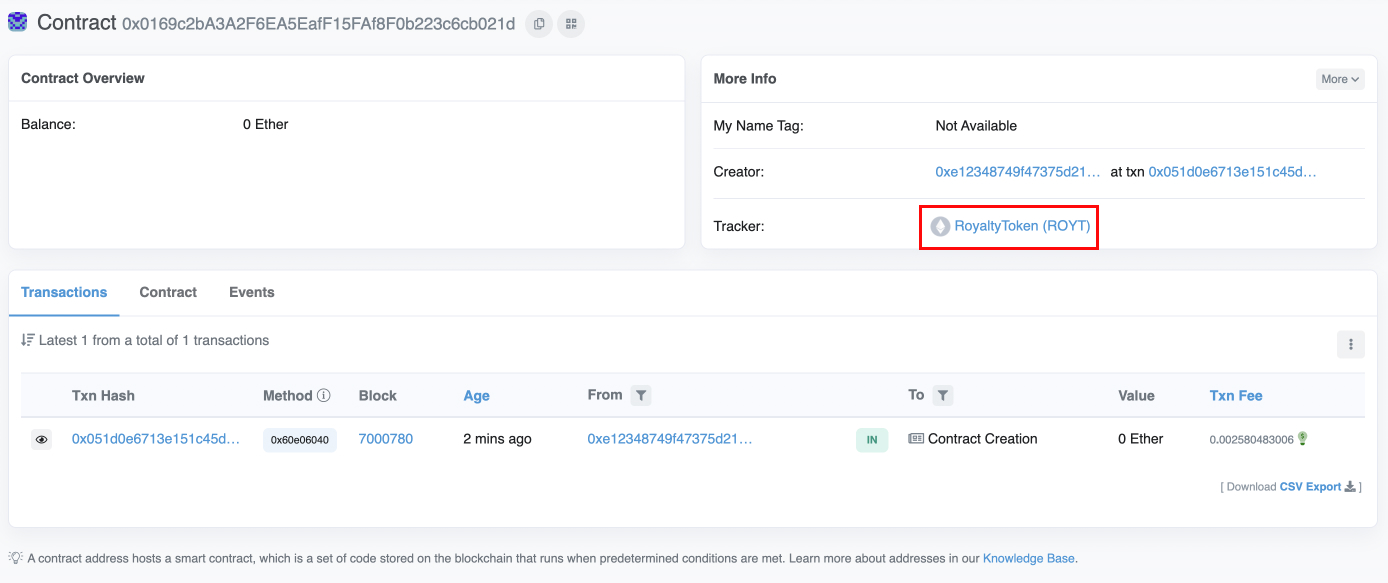 Contract 0x0169c2bA3A2F6EA5EafF15FAf8F0b223c6cb021d
Contract Overview
Balance: 0 Ether
More Info More
My Name Tag: Not Available
Creator: 0xe12348749f47375d21... at txn 0x051d0e6713e151c45d...
Tracker: RoyaltyToken (ROYT)
Transactions Contract Events
Latest 1 from a total of 1 transactions
Txn Hash Method Block Age From To Value Txn Fee
0x051d0e6713e151c45d... 0x60e06040 7000780 2 mins ago 0xe12348749f47375d21... IN Contract Creation 0 Ether 0.002580483006
[ Download CSV Export ]
A contract address hosts a smart contract, which is a set of code stored on the blockchain that runs when predetermined conditions are met. Learn more about addresses in our Knowledge Base.